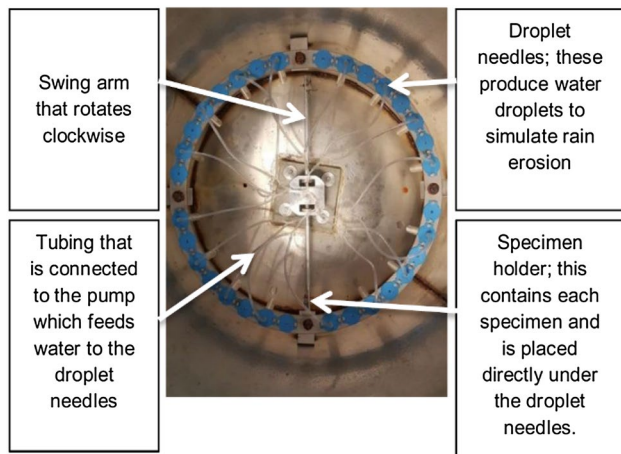 Swing arm
that rotates
clockwise
Droplet
needles; these
produce water
droplets to
simulate rain
erosion
Tubing that
is connected
to the pump
which feeds
water to the
droplet
needles
Specimen
holder; this
contains each
specimen and
is placed
directly under
the droplet
needles.